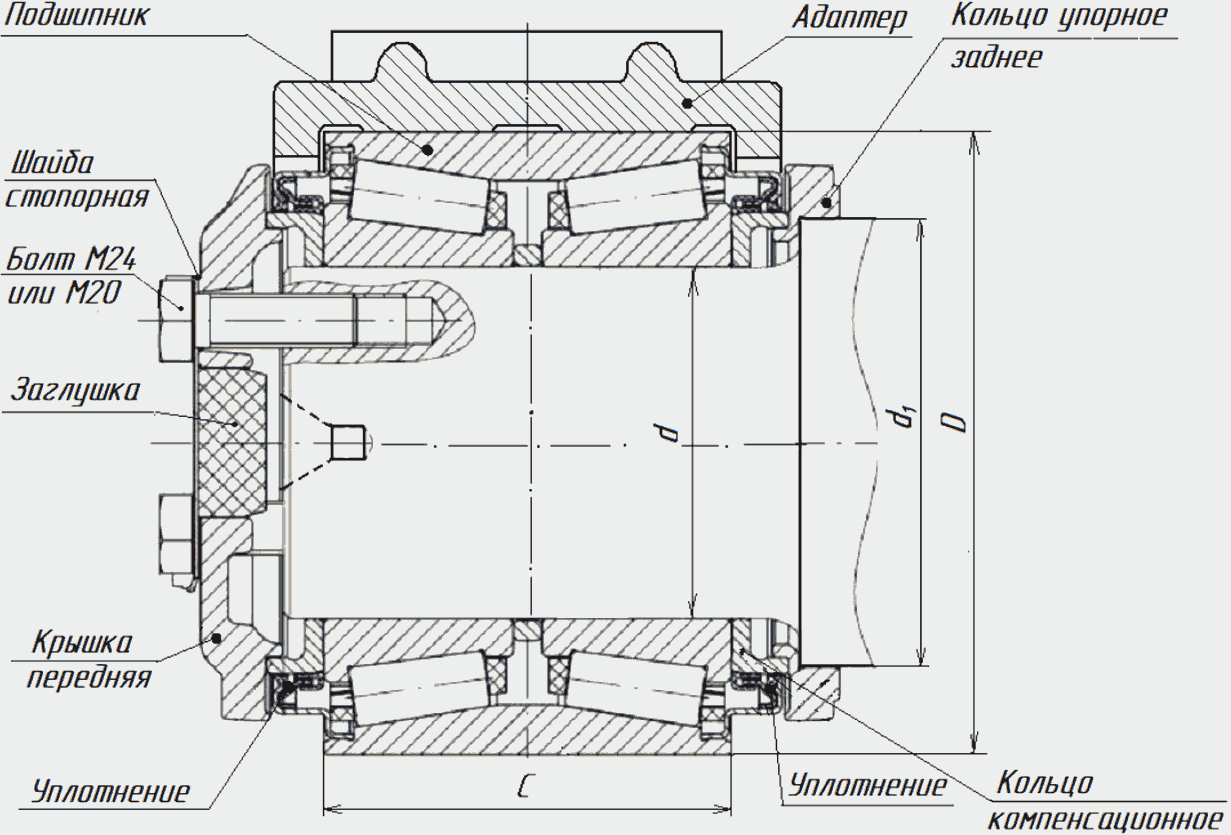 Подшипник
Адаптер
Кольцо упорное
заднее
Шайба
стопорная
Болт М24
или М20
Заглушка
d
d₁
D
Крышка
передняя
Уплотнение
C
Уплотнение
Кольцо
компенсационное